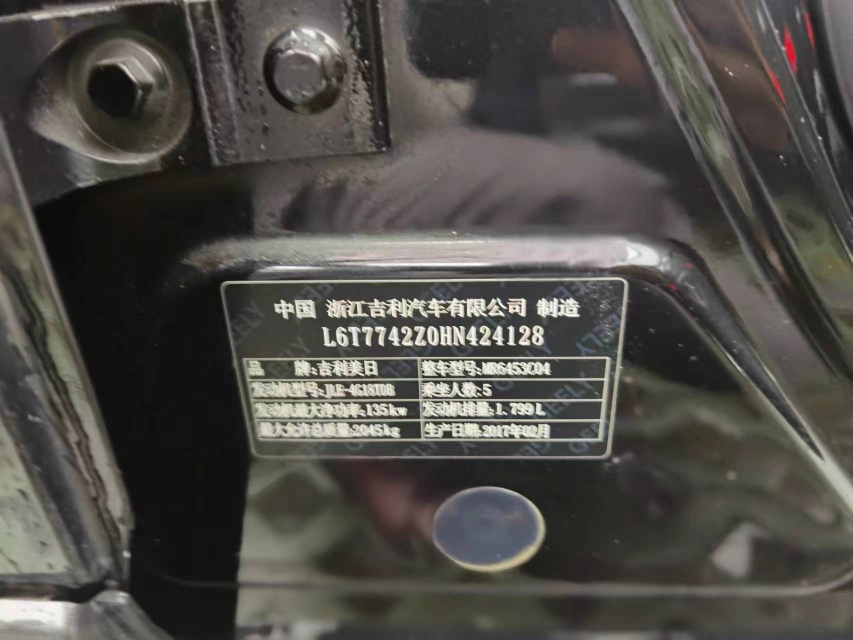 中国 浙江吉利汽车有限公司 制造
L6T7742Z0HN424128
品 牌:吉利美日 整车型号:MR6453C04
发动机型号:JLE-4G18TDB 乘坐人数:5
发动机最大净功率:135kw 发动机排量:1.799L
最大允许总质量:2045kg 生产日期:2017年02月